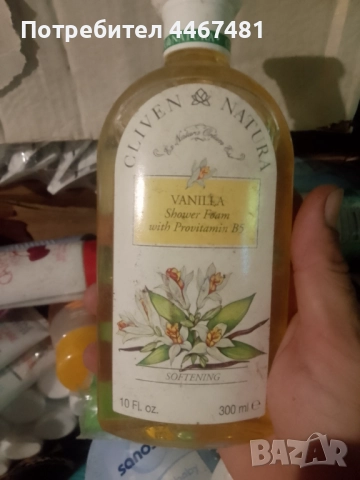 Потребител 4467481
CLIVEN NATURA
VANILLA
Shower Foam
with Provitamin B5
SOFTENING
10 FL. oz.
300 ml e
BAZAR